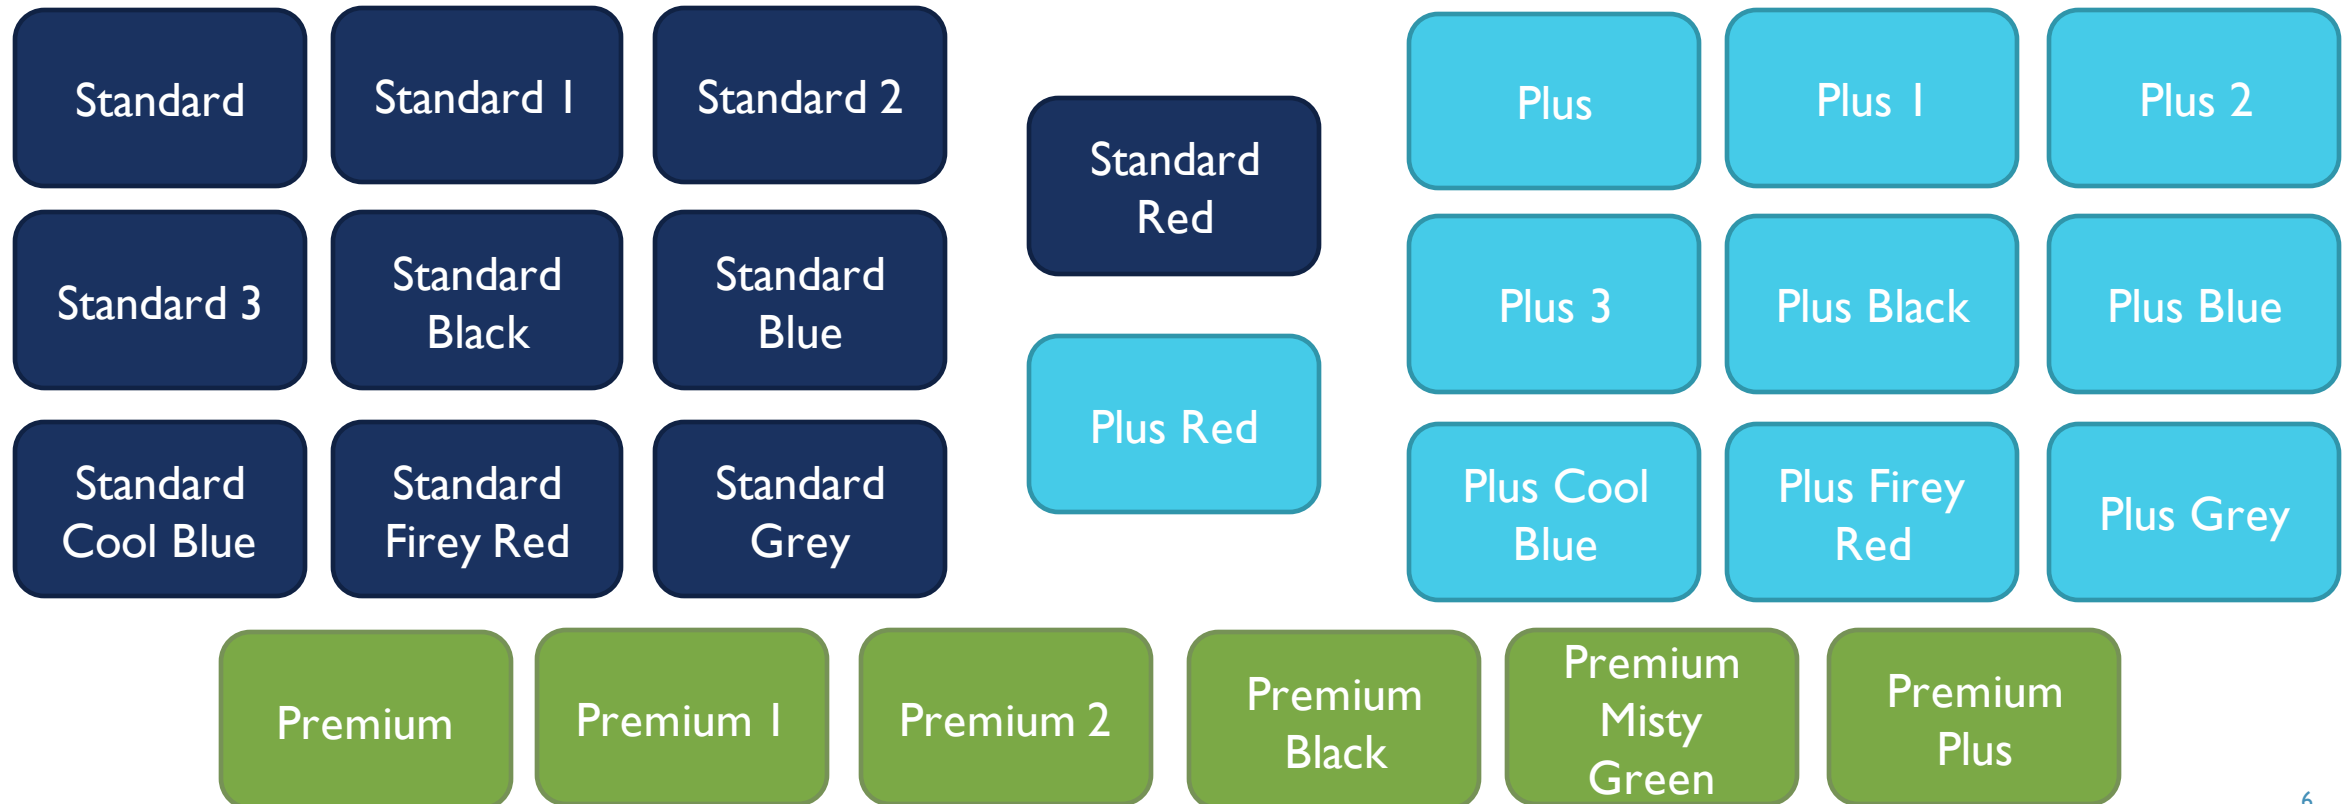 Standard
Standard 1
Standard 2
Standard 3
Standard
Black
Standard
Blue
Standard
Cool Blue
Standard
Firey Red
Standard
Grey
Standard
Red
Plus Red
Plus
Plus 1
Plus 2
Plus 3
Plus Black
Plus Blue
Plus Cool
Blue
Plus Firey
Red
Plus Grey
Premium
Premium 1
Premium 2
Premium
Black
Premium
Misty
Green
Premium
Plus
6